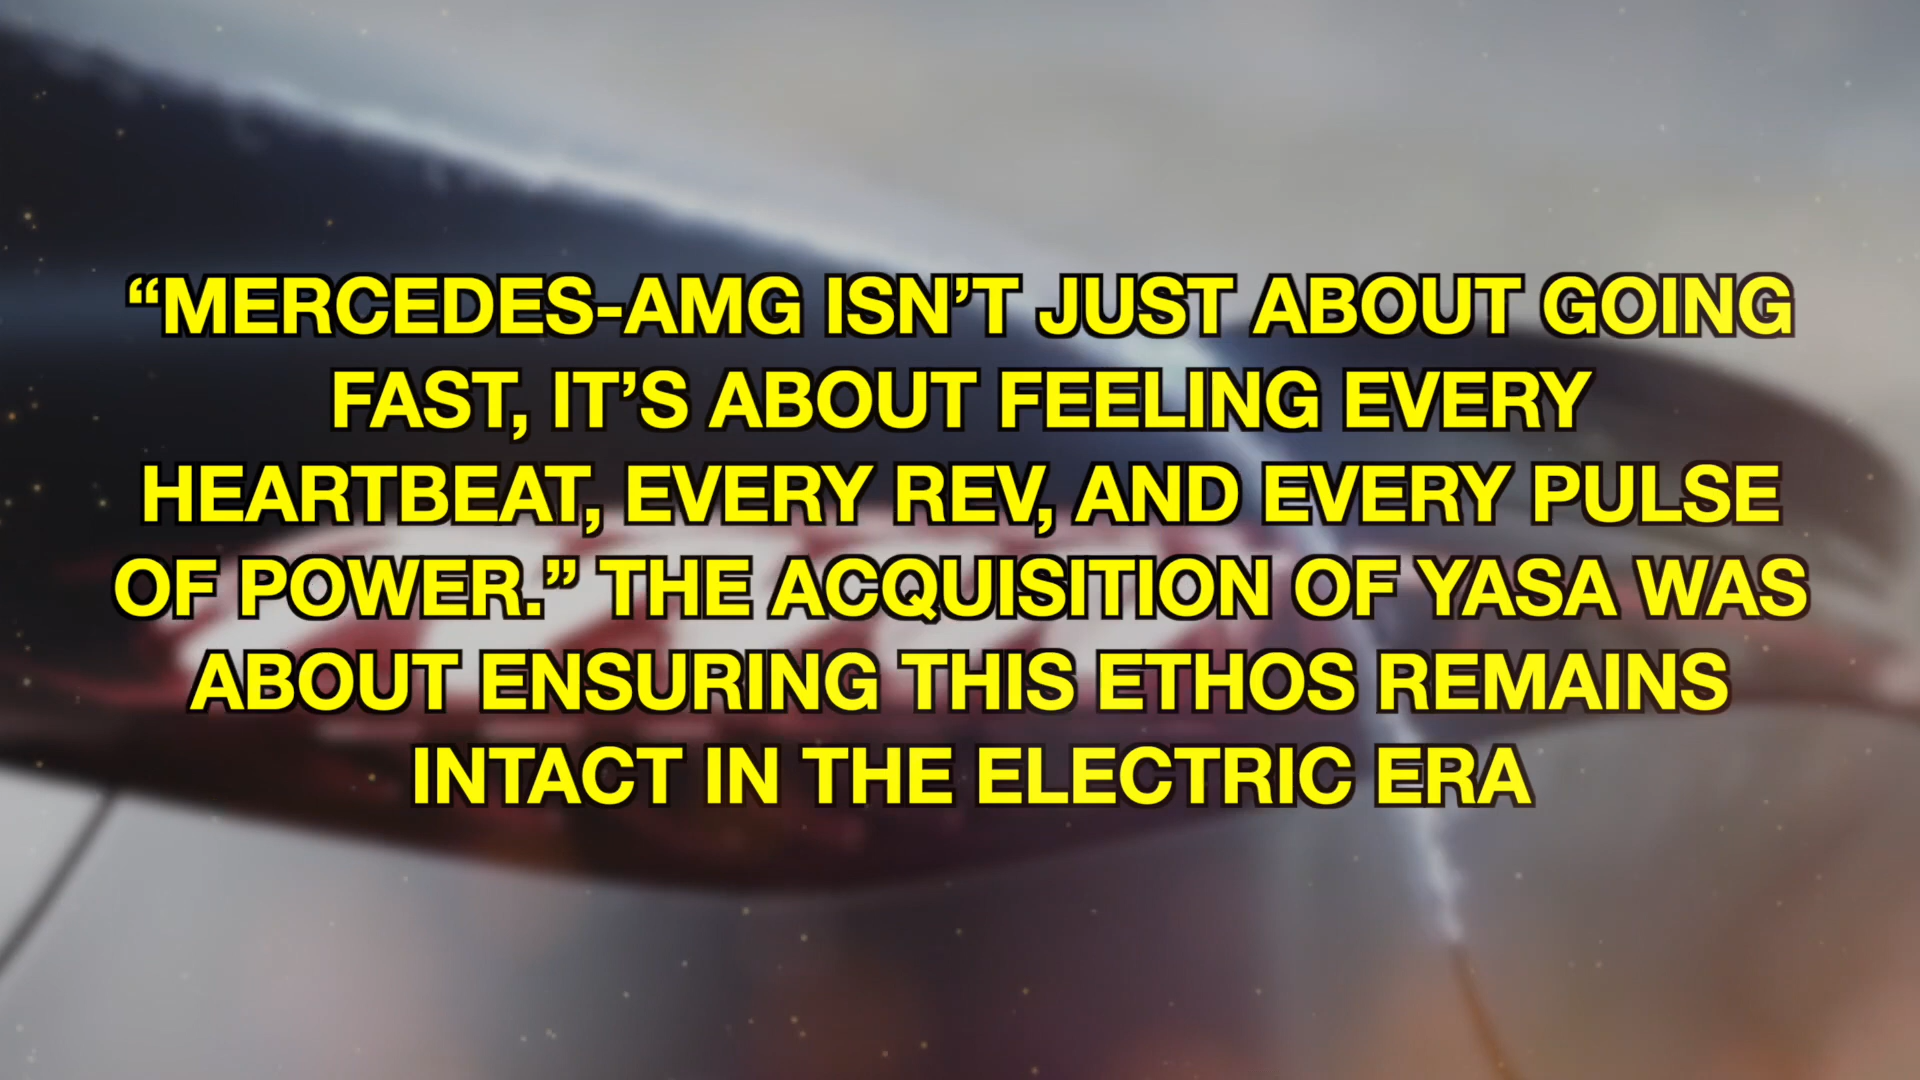 “MERCEDES-AMG ISN’T JUST ABOUT GOING
FAST, IT’S ABOUT FEELING EVERY
HEARTBEAT, EVERY REV, AND EVERY PULSE
OF POWER.” THE ACQUISITION OF YASA WAS
ABOUT ENSURING THIS ETHOS REMAINS
INTACT IN THE ELECTRIC ERA